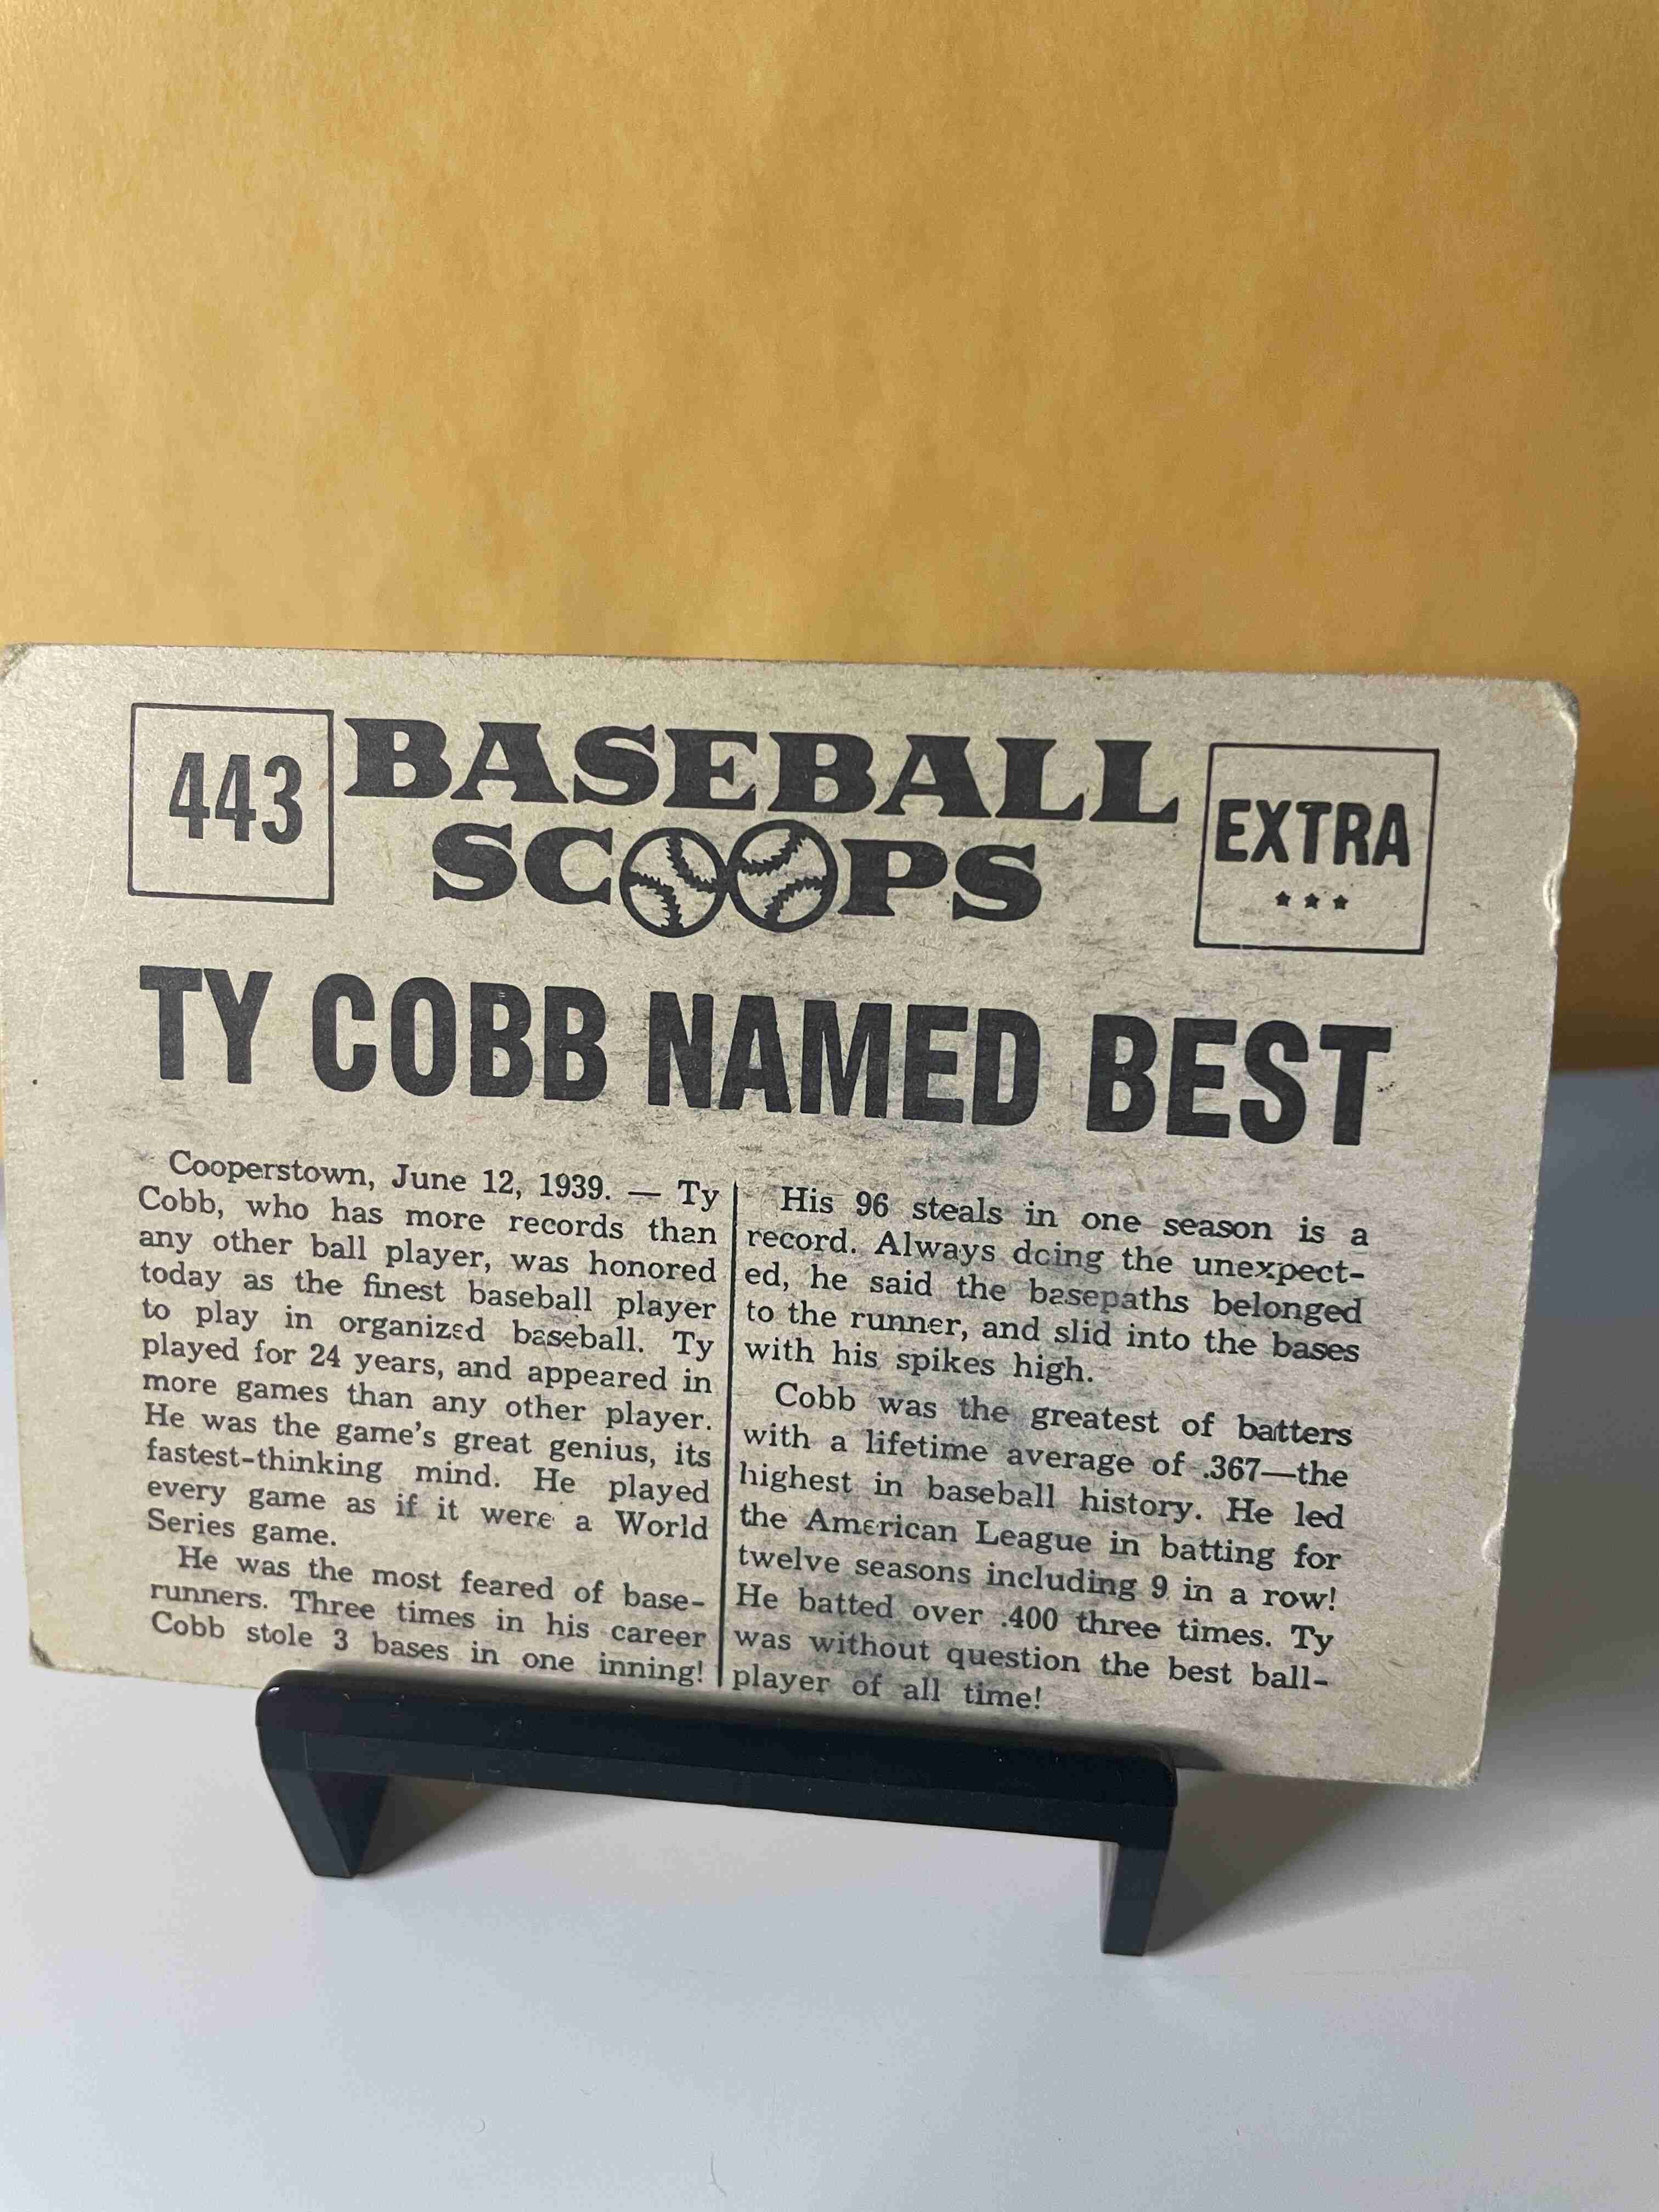 443
BASEBALL
SCOOPS
EXTRA
TY COBB NAMED BEST
Cooperstown, June 12, 1939. — Ty
Cobb, who has more records than
any other ball player, was honored
today as the finest baseball player
to play in organized baseball. Ty
played for 24 years, and appeared in
more games than any other player.
He was the game's great genius, its
fastest-thinking mind. He played
every game as if it were a World
Series game.
He was the most feared of base-
runners. Three times in his career
Cobb stole 3 bases in one inning!
His 96 steals in one season is a
record. Always doing the unexpect-
ed, he said the basepaths belonged
to the runner, and slid into the bases
with his spikes high.
Cobb was the greatest of batters
with a lifetime average of .367—the
highest in baseball history. He led
the American League in batting for
twelve seasons including 9 in a row!
He batted over .400 three times. Ty
was without question the best ball-
player of all time!